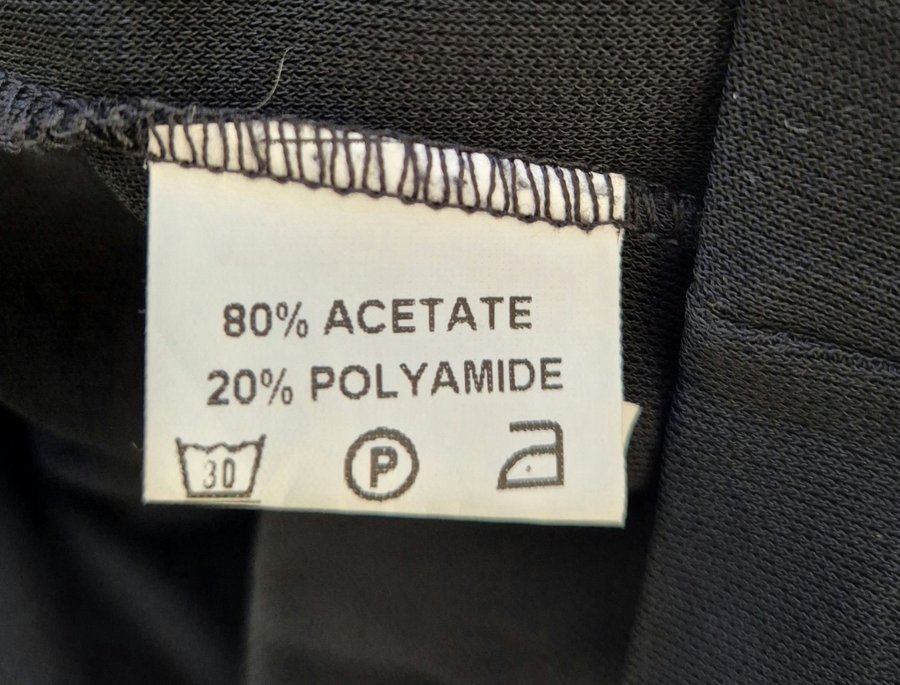 80% ACETATE
20% POLYAMIDE
30 P